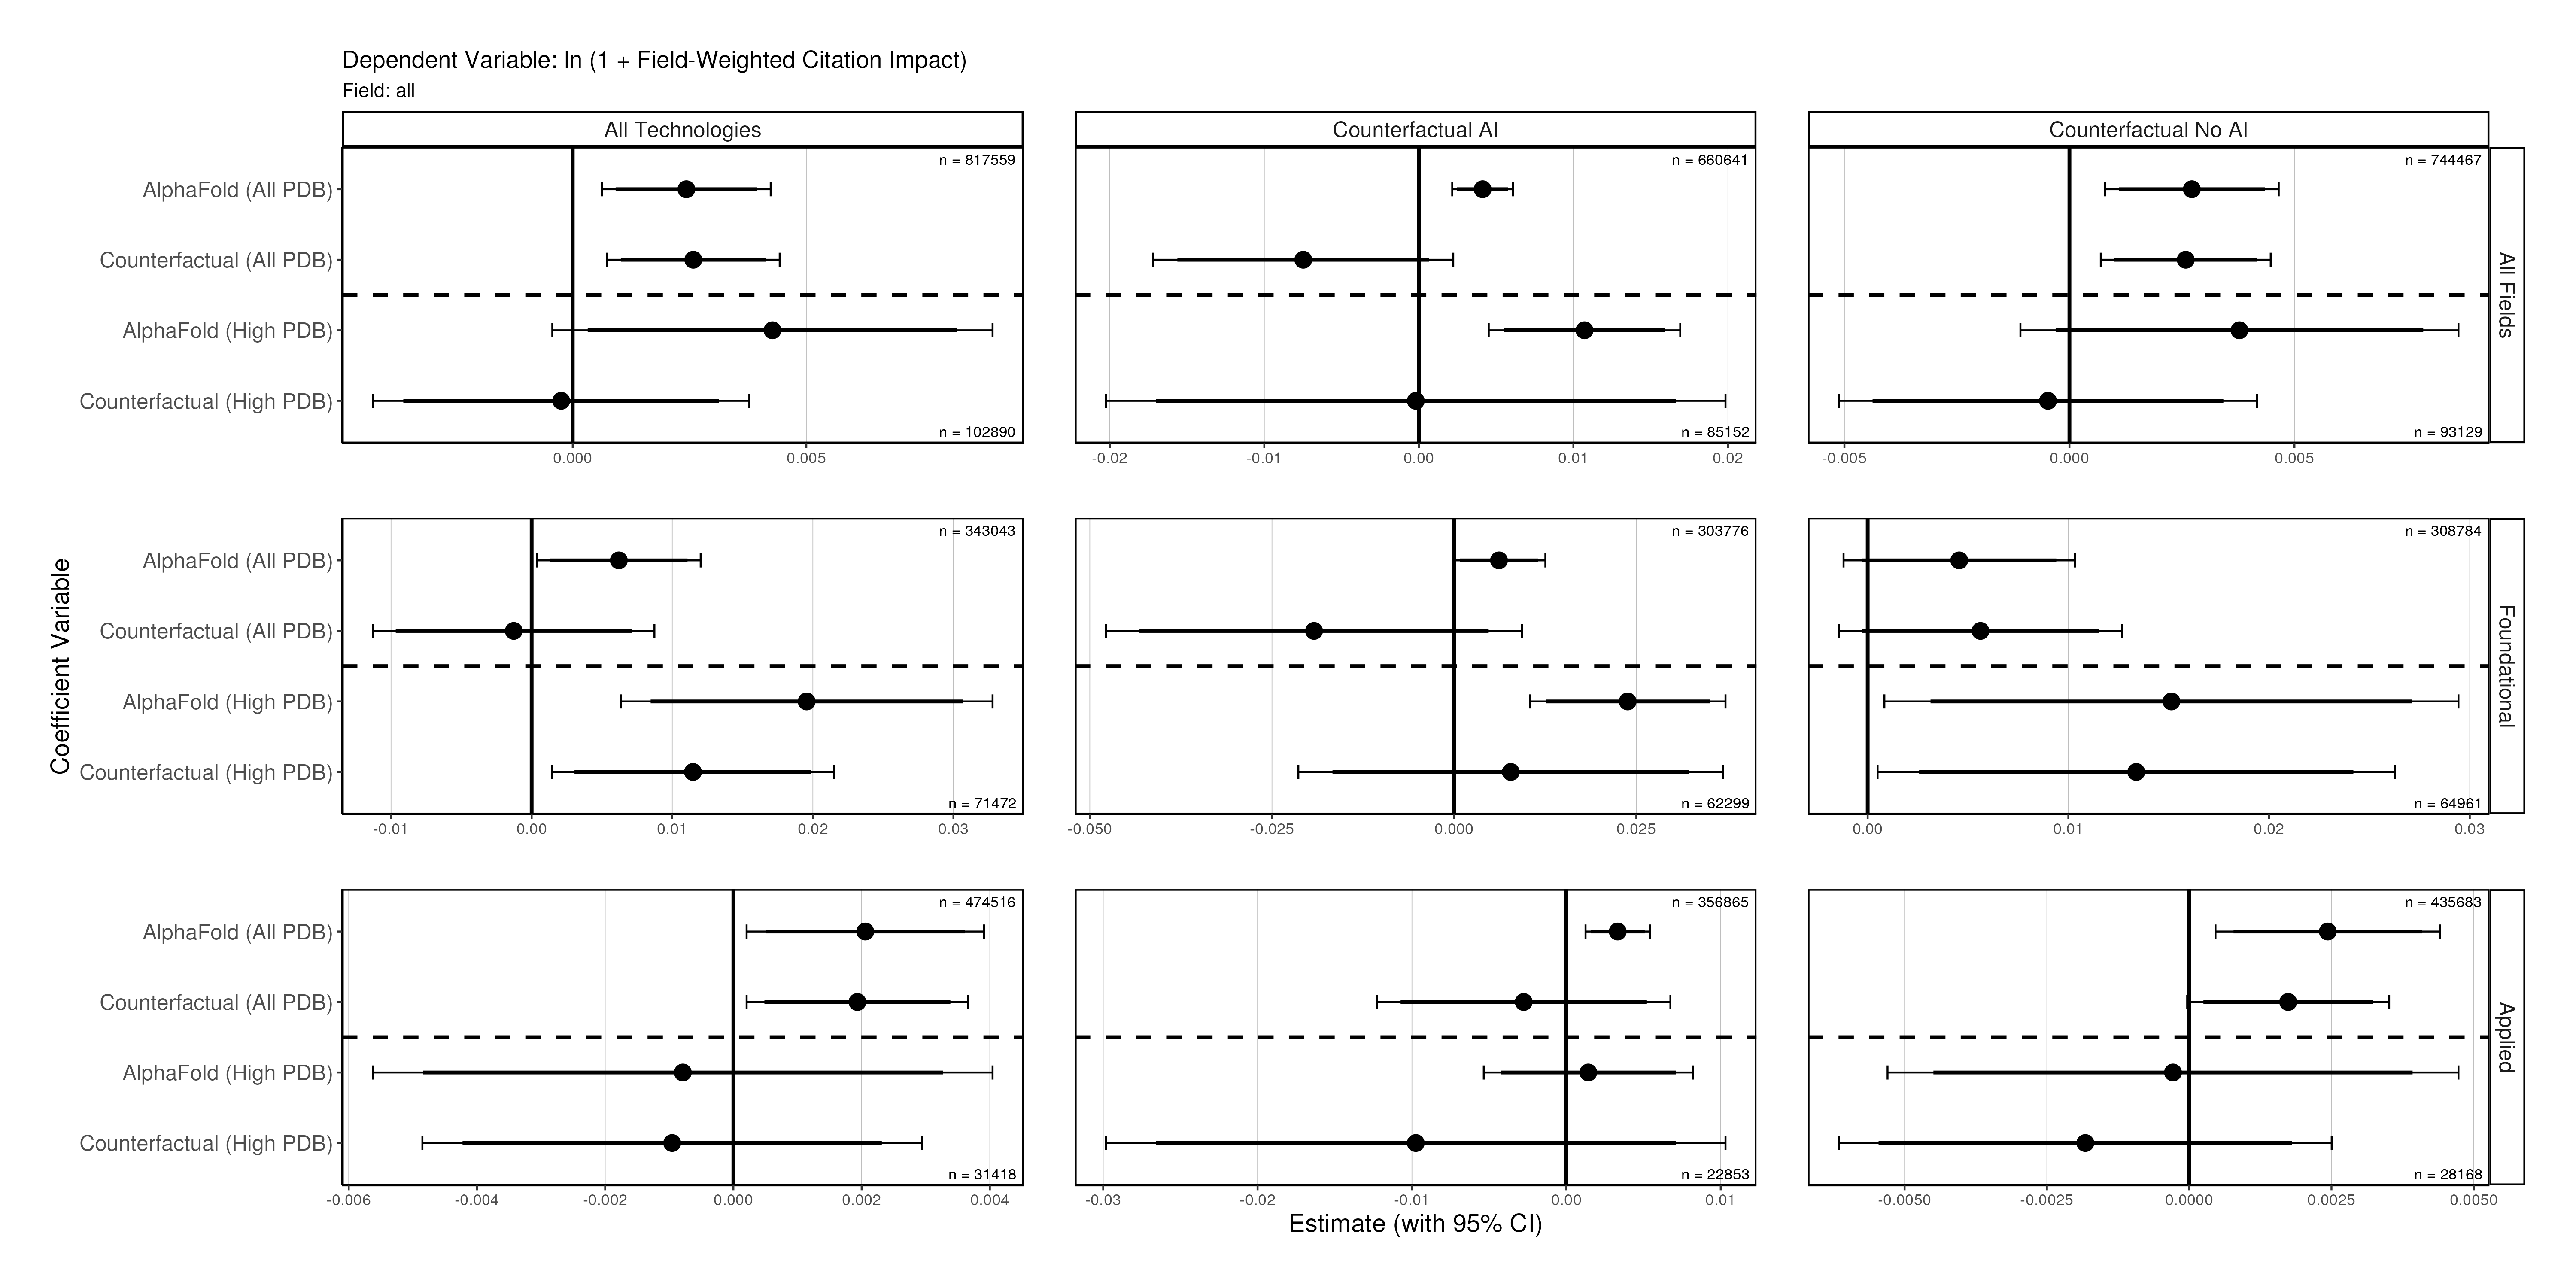 Dependent Variable: ln (1 + Field-Weighted Citation Impact)
Field: all
All Technologies
Counterfactual AI
Counterfactual No AI
AlphaFold (All PDB)
Counterfactual (All PDB)
AlphaFold (High PDB)
Counterfactual (High PDB)
n = 817559
n = 102890
0.000 0.005
n = 660641
n = 85152
-0.02 -0.01 0.00 0.01 0.02
n = 744467
n = 93129
-0.005 0.000 0.005
All Fields
Coefficient Variable
AlphaFold (All PDB)
Counterfactual (All PDB)
AlphaFold (High PDB)
Counterfactual (High PDB)
n = 343043
n = 71472
-0.01 0.00 0.01 0.02 0.03
n = 303776
n = 62299
-0.050 -0.025 0.000 0.025
n = 308784
n = 64961
0.00 0.01 0.02 0.03
Foundational
AlphaFold (All PDB)
Counterfactual (All PDB)
AlphaFold (High PDB)
Counterfactual (High PDB)
n = 474516
n = 31418
-0.006 -0.004 -0.002 0.000 0.002 0.004
n = 356865
n = 22853
-0.03 -0.02 -0.01 0.00 0.01
n = 435683
n = 28168
-0.0050 -0.0025 0.0000 0.0025 0.0050
Applied
Estimate (with 95% CI)